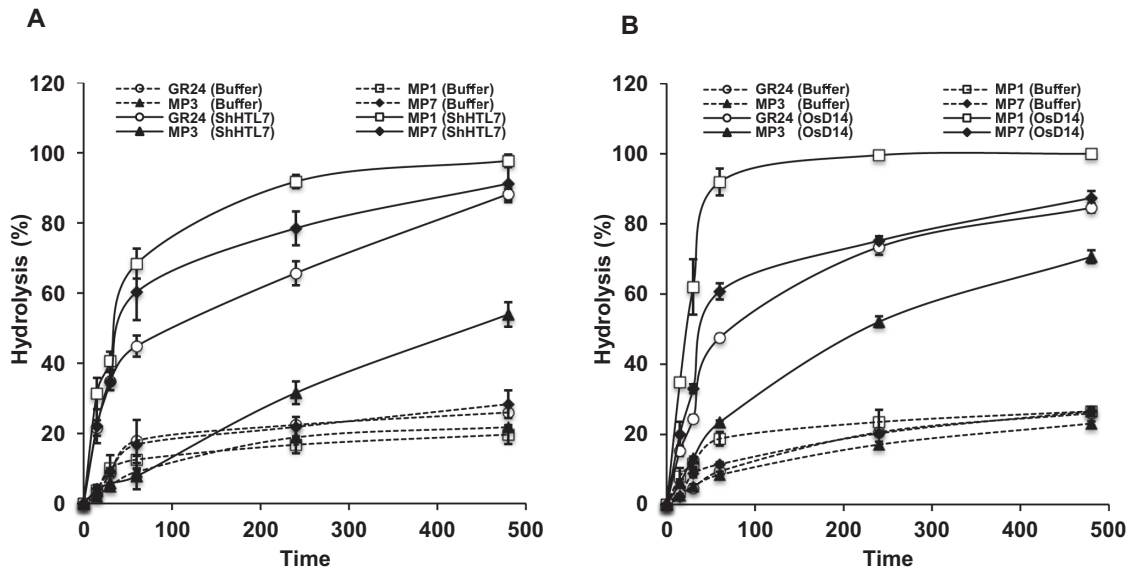 A
120
100
80
60
40
20
0
Hydrolysis (%)
GR24 (Buffer)
MP3 (Buffer)
GR24 (ShHTL7)
MP3 (ShHTL7)
MP1 (Buffer)
MP7 (Buffer)
MP1 (ShHTL7)
MP7 (ShHTL7)
0 100 200 300 400 500
Time
B
120
100
80
60
40
20
0
Hydrolysis (%)
GR24 (Buffer)
MP3 (Buffer)
GR24 (OsD14)
MP3 (OsD14)
MP1 (Buffer)
MP7 (Buffer)
MP1 (OsD14)
MP7 (OsD14)
0 100 200 300 400 500
Time